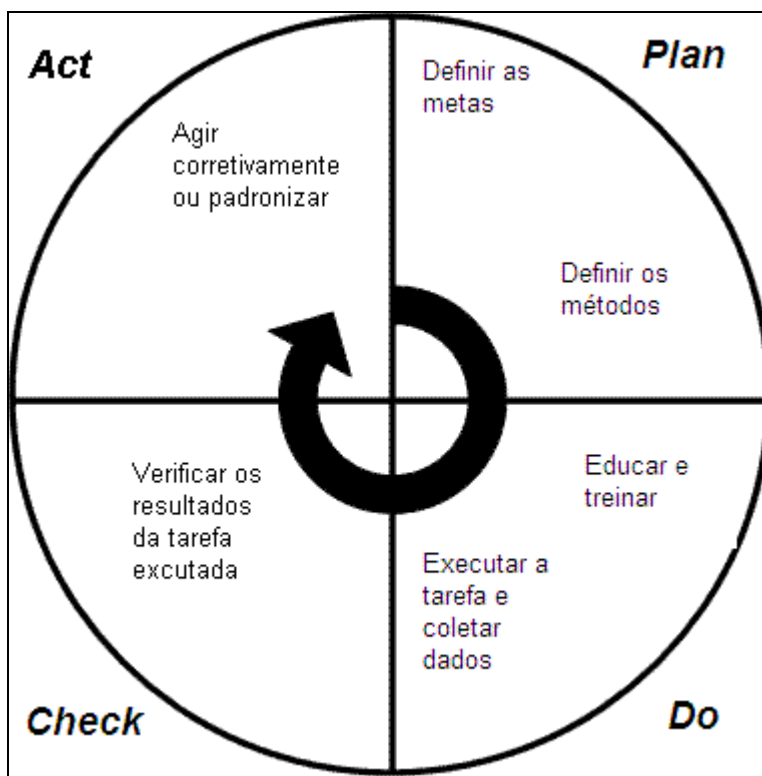 Act
Plan
Definir as
metas
Agir
corretivamente
ou padronizar
Definir os
métodos
Educar e
treinar
Verificar os
resultados
da tarefa
excutada
Executar a
tarefa e
coletar
dados
Check
Do